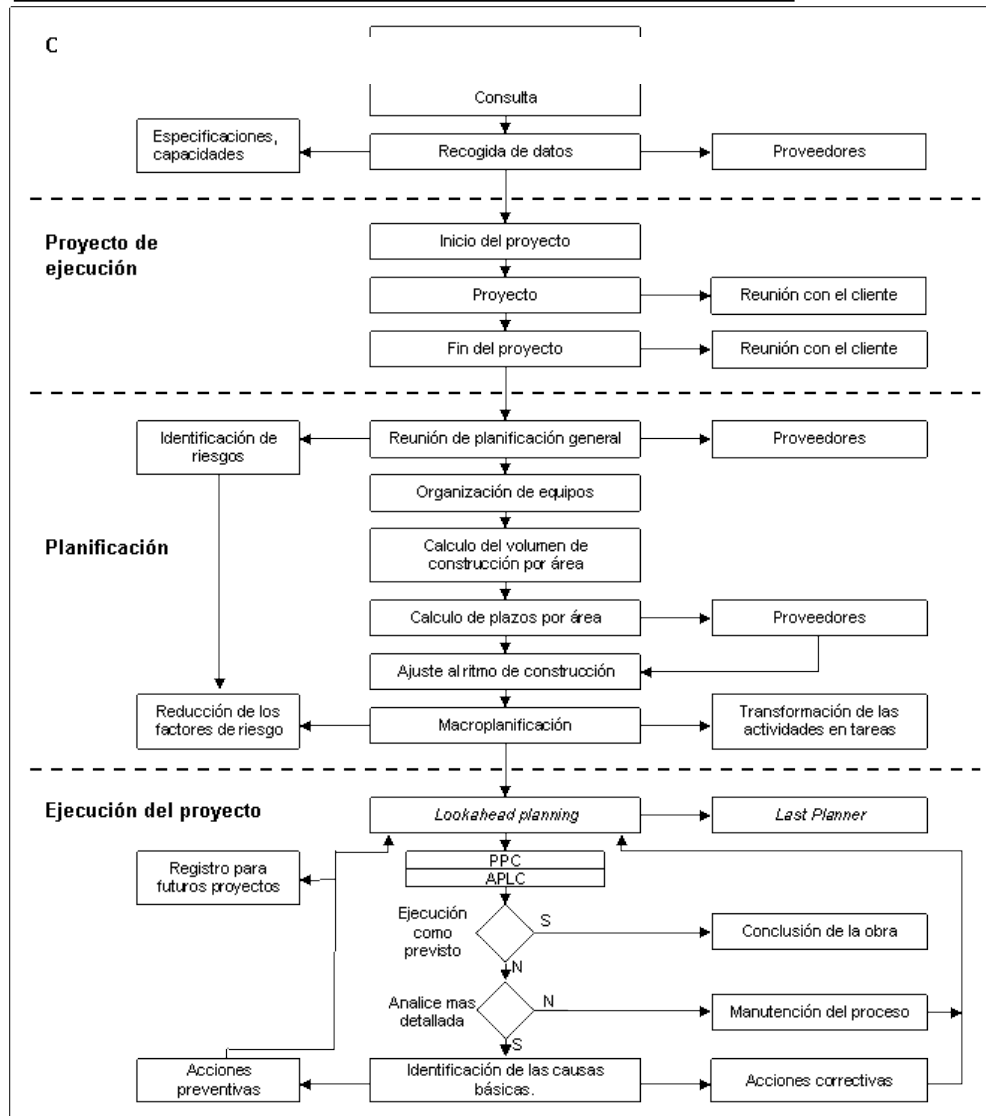 C
Consulta
Especificaciones,
capacidades
Recogida de datos
Proveedores
Proyecto de
ejecución
Inicio del proyecto
Proyecto
Reunión con el cliente
Fin del proyecto
Reunión con el cliente
Identificación de
riesgos
Reunión de planificación general
Proveedores
Organización de equipos
Planificación
Calculo del volumen de
construcción por área
Calculo de plazos por área
Proveedores
Ajuste al ritmo de construcción
Reducción de los
factores de riesgo
Macroplanificación
Transformación de las
actividades en tareas
Ejecución del proyecto
Lookahead planning
Last Planner
Registro para
futuros proyectos
PPC
APLC
Ejecución
como
previsto
S
Conclusión de la obra
N
Analice mas
detallada
N
Manutención del proceso
S
Acciones
preventivas
Identificación de las causas
básicas.
Acciones correctivas